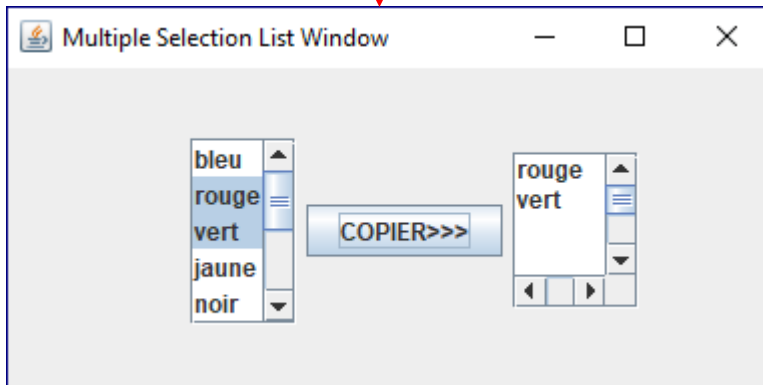 Multiple Selection List Window
bleu
rouge
vert
jaune
noir
COPIER>>>
rouge
vert